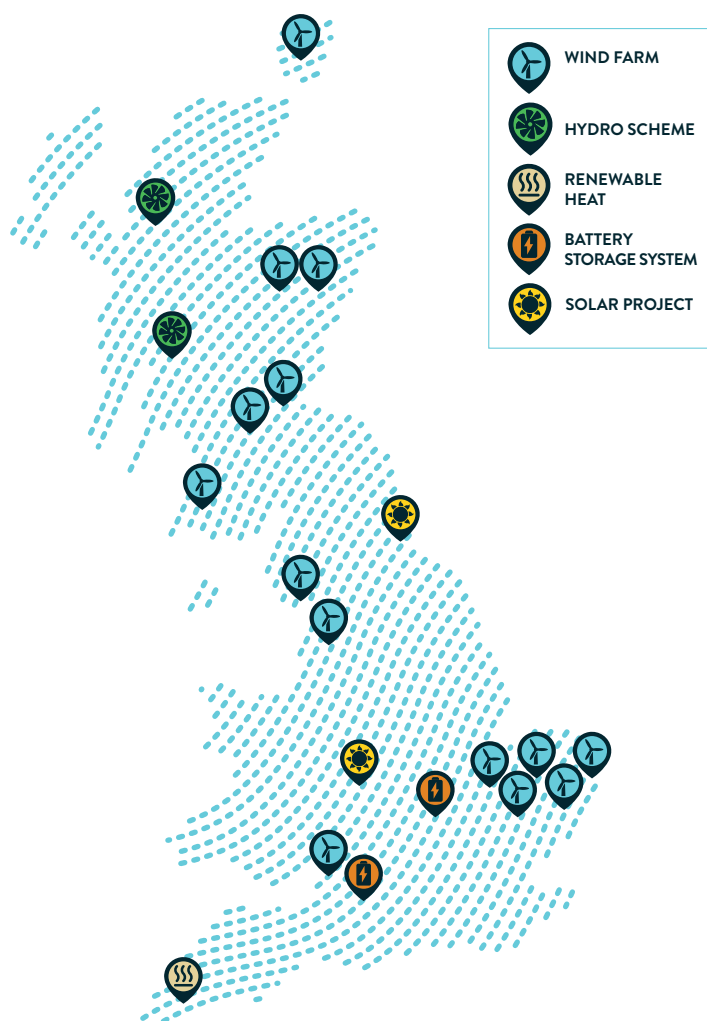 WIND FARM
HYDRO SCHEME
RENEWABLE
HEAT
BATTERY
STORAGE SYSTEM
SOLAR PROJECT